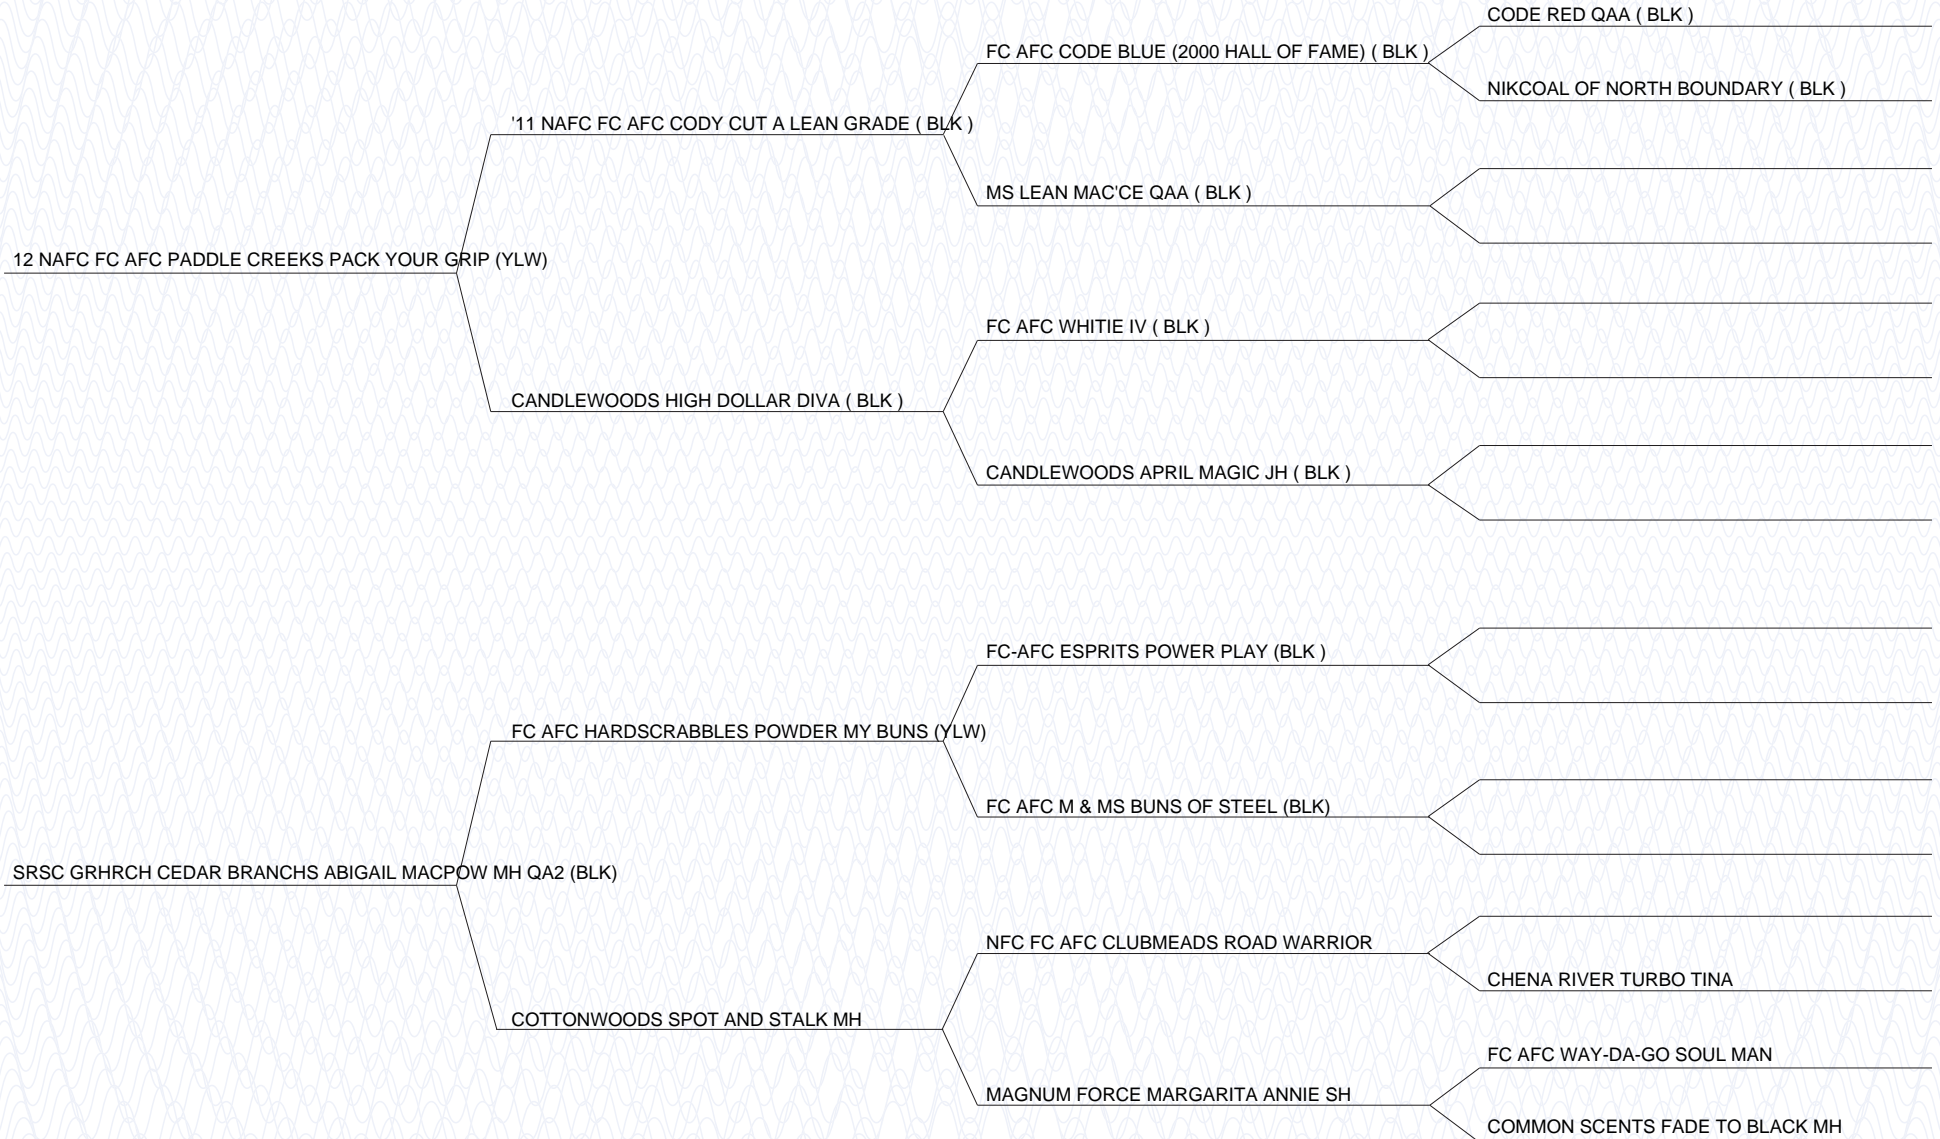 CODE RED QAA ( BLK )
FC AFC CODE BLUE (2000 HALL OF FAME) ( BLK )
NIKCOAL OF NORTH BOUNDARY ( BLK )
'11 NAFC FC AFC CODY CUT A LEAN GRADE ( BLK )
MS LEAN MAC'CE QAA ( BLK )
12 NAFC FC AFC PADDLE CREEKS PACK YOUR GRIP (YLW)
FC AFC WHITIE IV ( BLK )
CANDLEWOODS HIGH DOLLAR DIVA ( BLK )
CANDLEWOODS APRIL MAGIC JH ( BLK )
FC-AFC ESPRITS POWER PLAY (BLK )
FC AFC HARDSCRABBLES POWDER MY BUNS (YLW)
FC AFC M & MS BUNS OF STEEL (BLK)
SRSC GRHRCH CEDAR BRANCHS ABIGAIL MACPOW MH QA2 (BLK)
NFC FC AFC CLUBMEADS ROAD WARRIOR
CHENA RIVER TURBO TINA
COTTONWOODS SPOT AND STALK MH
FC AFC WAY-DA-GO SOUL MAN
MAGNUM FORCE MARGARITA ANNIE SH
COMMON SCENTS FADE TO BLACK MH